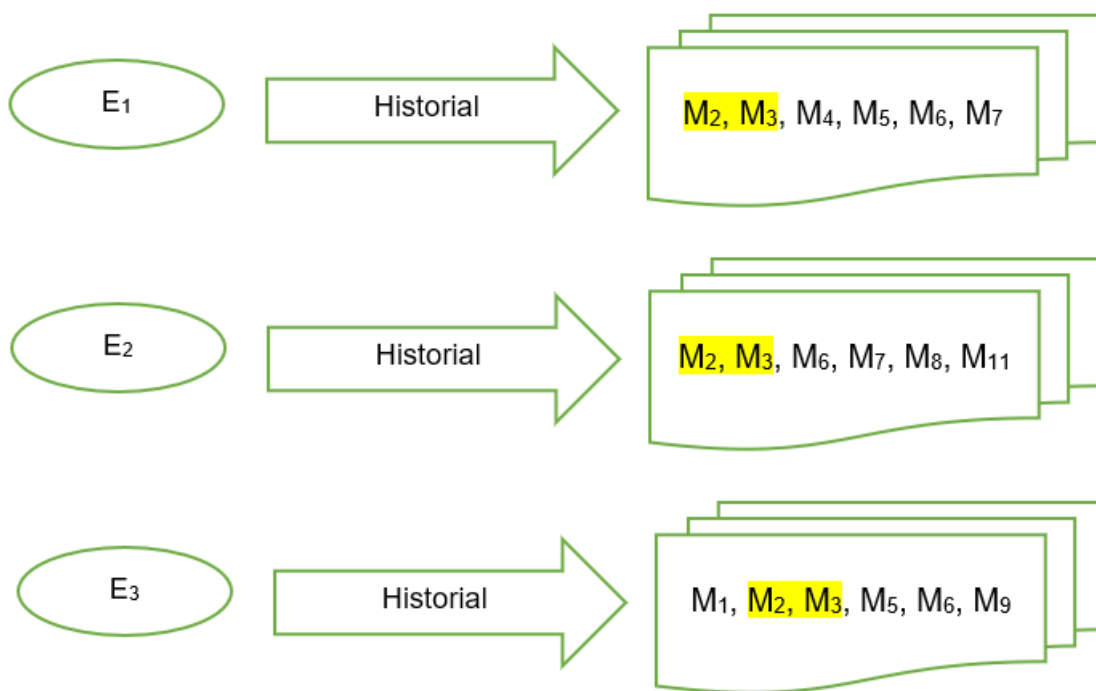 E₁
Historial
M₂, M₃, M₄, M₅, M₆, M₇
E₂
Historial
M₂, M₃, M₆, M₇, M₈, M₁₁
E₃
Historial
M₁, M₂, M₃, M₅, M₆, M₉